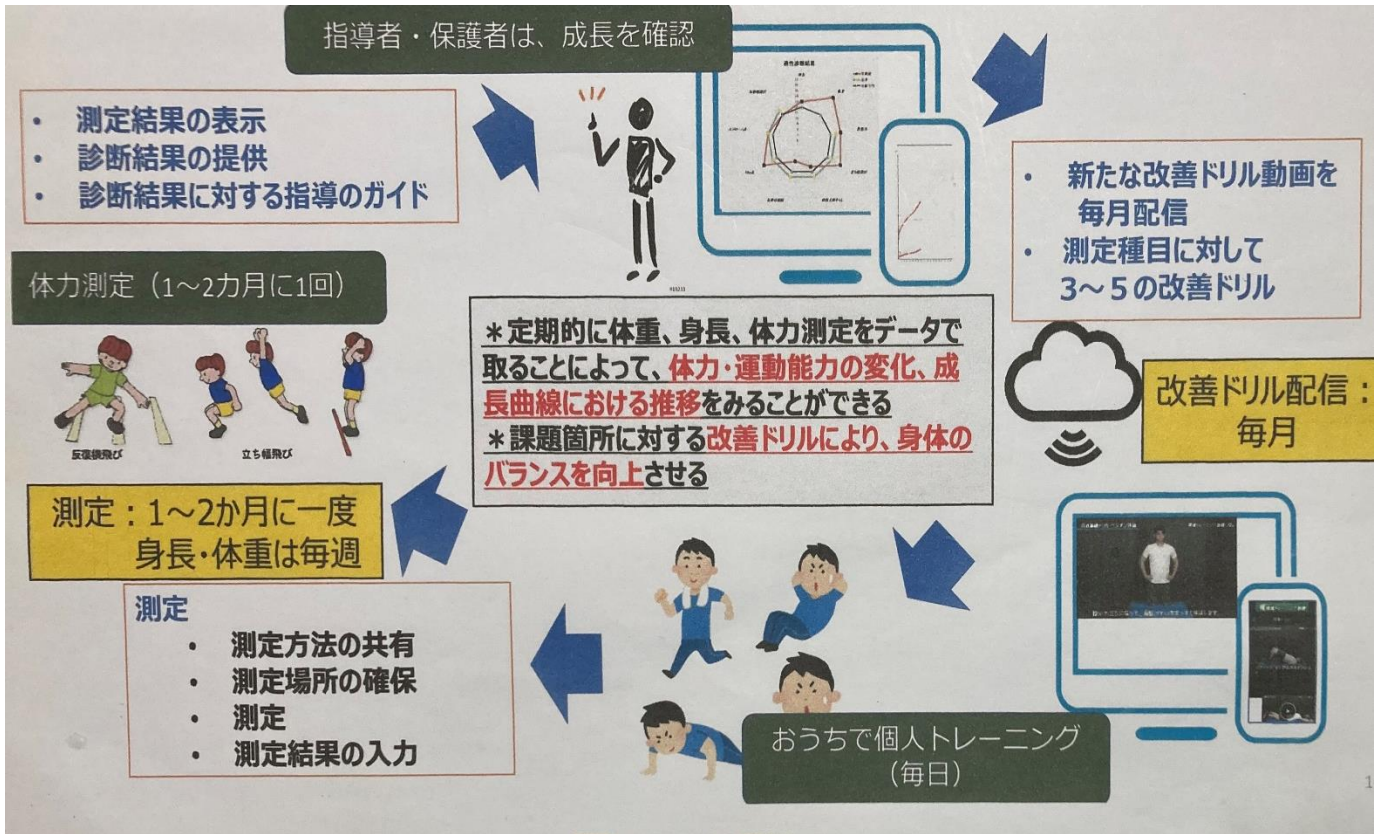 指導者・保護者は、成長を確認
・ 測定結果の表示
・ 診断結果の提供
・ 診断結果に対する指導のガイド
・ 新たな改善ドリル動画を
毎月配信
・ 測定種目に対して
3~5の改善ドリル
体力測定（1~2カ月に1回）
反復横飛び
立ち幅飛び
＊定期的に体重、身長、体力測定をデータで
取ることによって、体力・運動能力の変化、成
長曲線における推移をみることができる
＊課題箇所に対する改善ドリルにより、身体の
バランスを向上させる
改善ドリル配信：
毎月
測定：1~2か月に一度
身長・体重は毎週
測定
・ 測定方法の共有
・ 測定場所の確保
・ 測定
・ 測定結果の入力
おうちで個人トレーニング
（毎日）
1